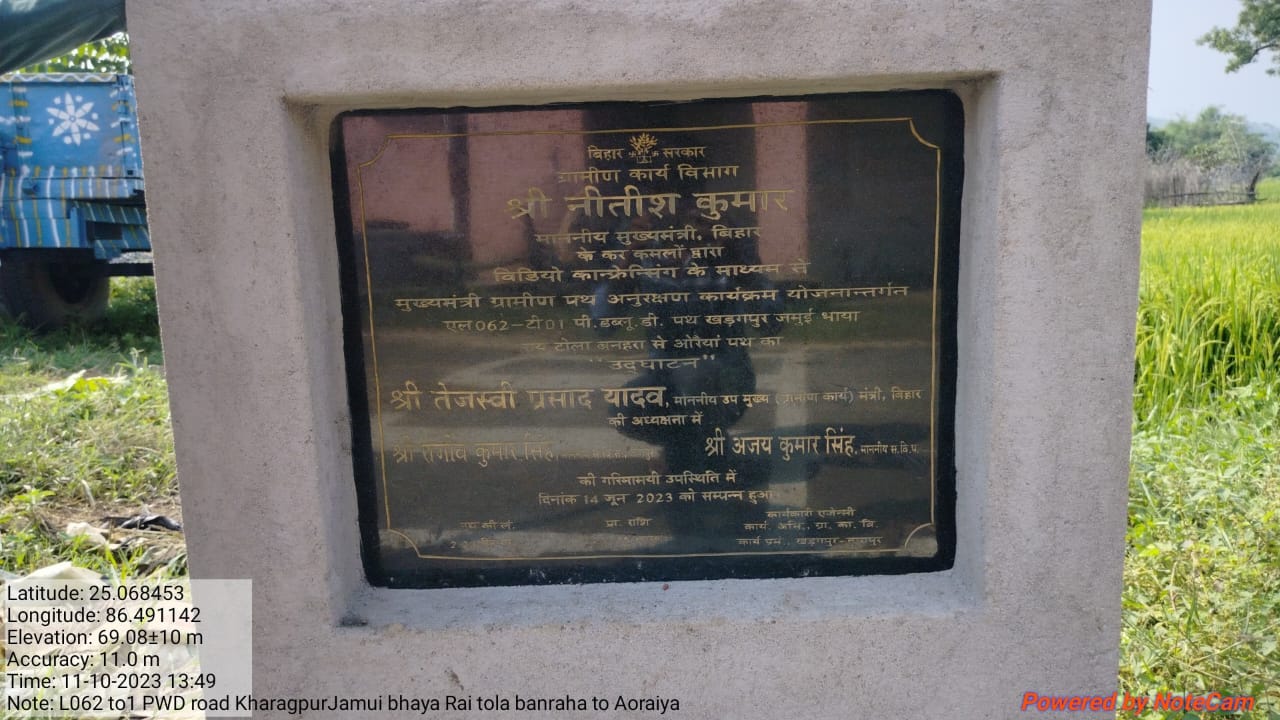 बिहार सरकार
ग्रामीण कार्य विभाग
श्री नीतीश कुमार
माननीय मुख्यमंत्री, बिहार
के कर कमलों द्वारा
विडियो कान्फ्रेन्सिंग के माध्यम से
मुख्यमंत्री ग्रामीण पथ अनुरक्षण कार्यक्रम योजनान्तर्गत
एल062-टी01 पी.डब्लू.डी. पथ खड़गपुर जमुई भाया
टोला बनहरा से औरैयां पथ का
"उद्घाटन"
श्री तेजस्वी प्रसाद यादव, माननीय उप मुख्य (ग्रामीण कार्य) मंत्री, बिहार
की अध्यक्षता में
कुमार सिंह, श्री अजय कुमार सिंह, माननीय स.वि.प.
की गरिमामयी उपस्थिति में
दिनांक 14 जून 2023 को सम्पन्न हुआ
प्रा. राशि कार्यकारी एजेन्सी
कार्य. अभि., ग्रा. का. वि.
कार्य प्रमं., खड़गपुर-तारापुर
Latitude: 25.068453
Longitude: 86.491142
Elevation: 69.08±10 m
Accuracy: 11.0 m
Time: 11-10-2023 13:49
Note: L062 to1 PWD road KharagpurJamui bhaya Rai tola banraha to Aoraiya
Powered by NoteCam